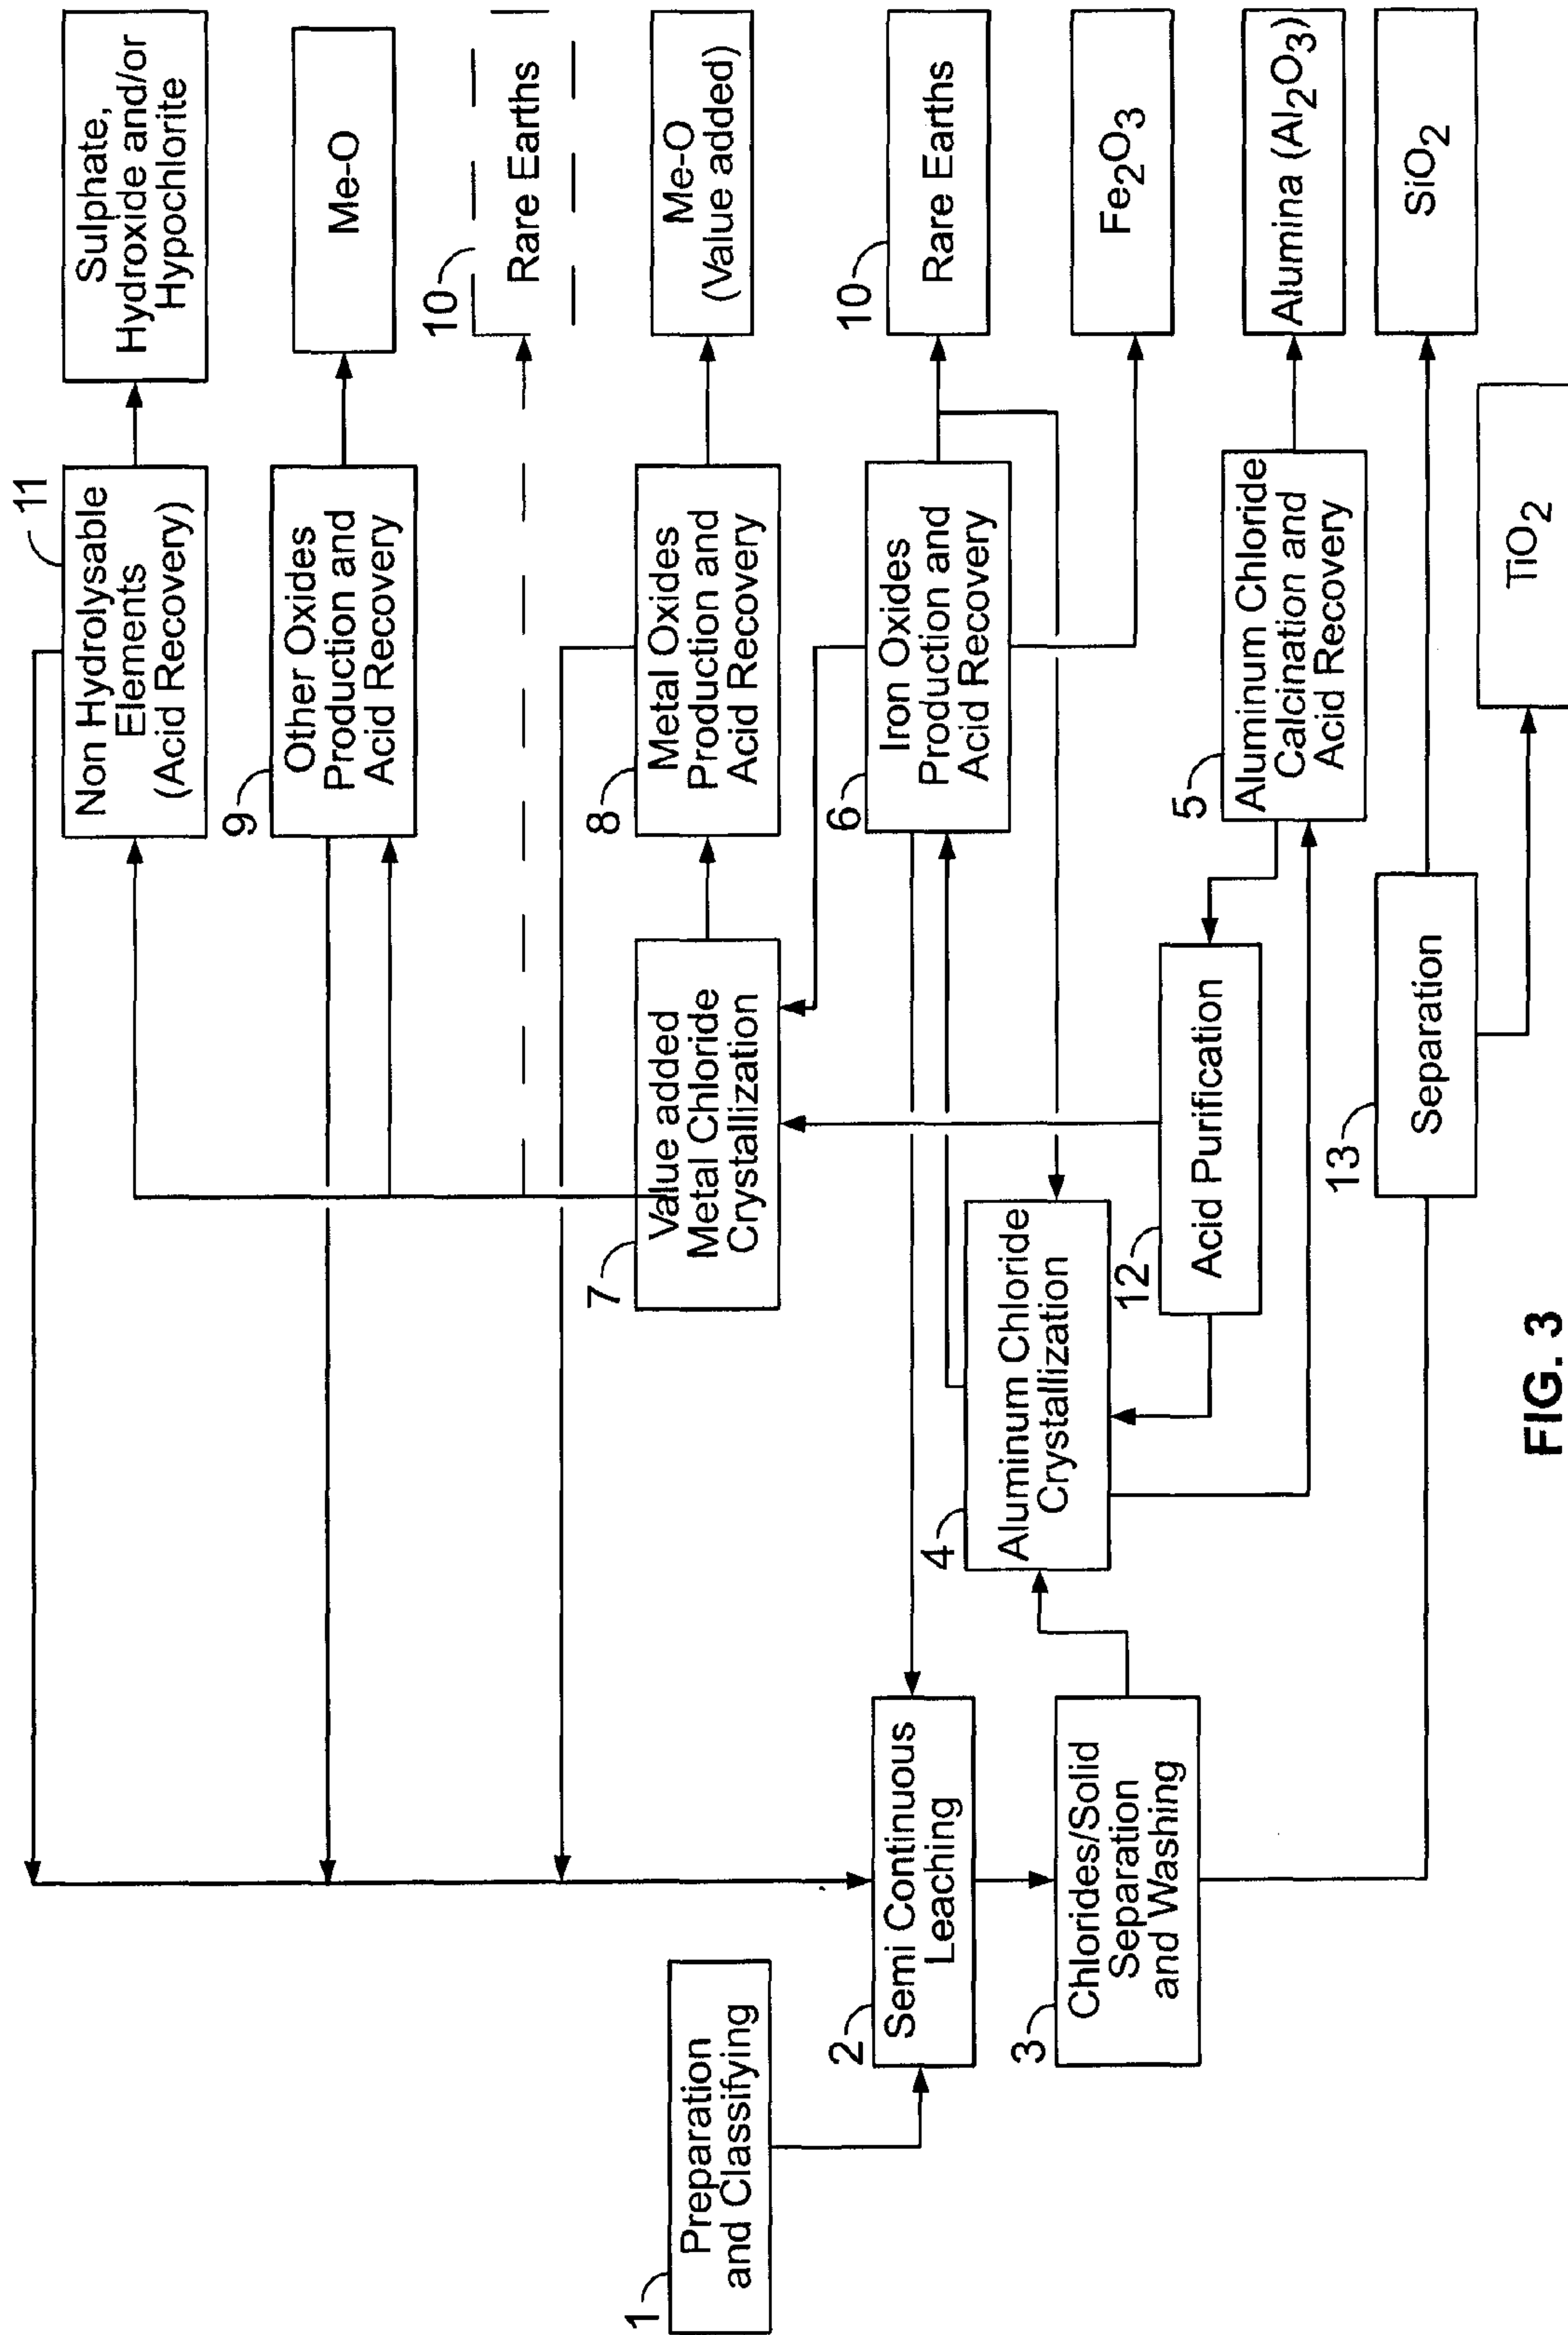 1
Preparation
and Classifying
2
Semi Continuous
Leaching
3
Chlorides/Solid
Separation
and Washing
4
Aluminum Chloride
Crystallization
7
Value added
Metal Chloride
Crystallization
12
Acid Purification
13
Separation
11
Non Hydrolysable
Elements
(Acid Recovery)
9
Other Oxides
Production and
Acid Recovery
8
Metal Oxides
Production and
Acid Recovery
6
Iron Oxides
Production and
Acid Recovery
5
Aluminum Chloride
Calcination and
Acid Recovery
Sulphate,
Hydroxide and/or
Hypochlorite
Me-O
10
Rare Earths
Me-O
(Value added)
10
Rare Earths
Fe₂O₃
Alumina (Al₂O₃)
SiO₂
TiO₂
FIG. 3